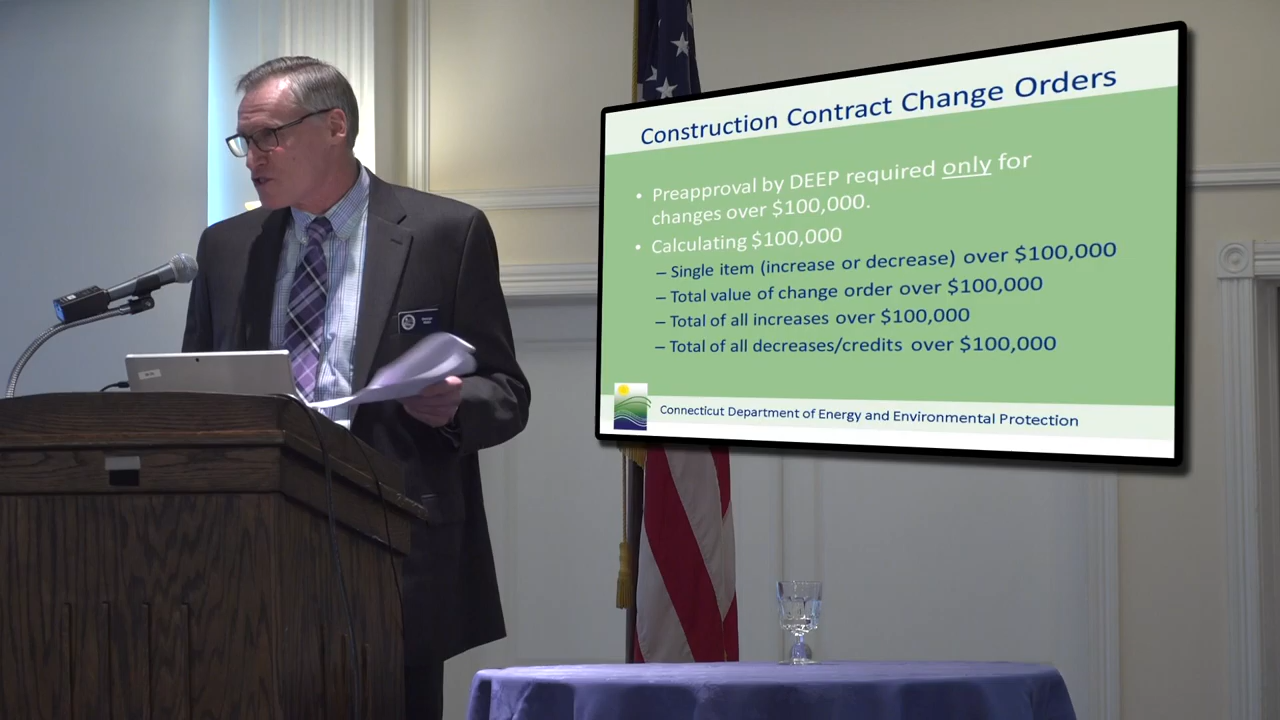 Construction Contract Change Orders
• Preapproval by DEEP required only for
changes over $100,000.
• Calculating $100,000
– Single item (increase or decrease) over $100,000
– Total value of change order over $100,000
– Total of all increases over $100,000
– Total of all decreases/credits over $100,000
Connecticut Department of Energy and Environmental Protection